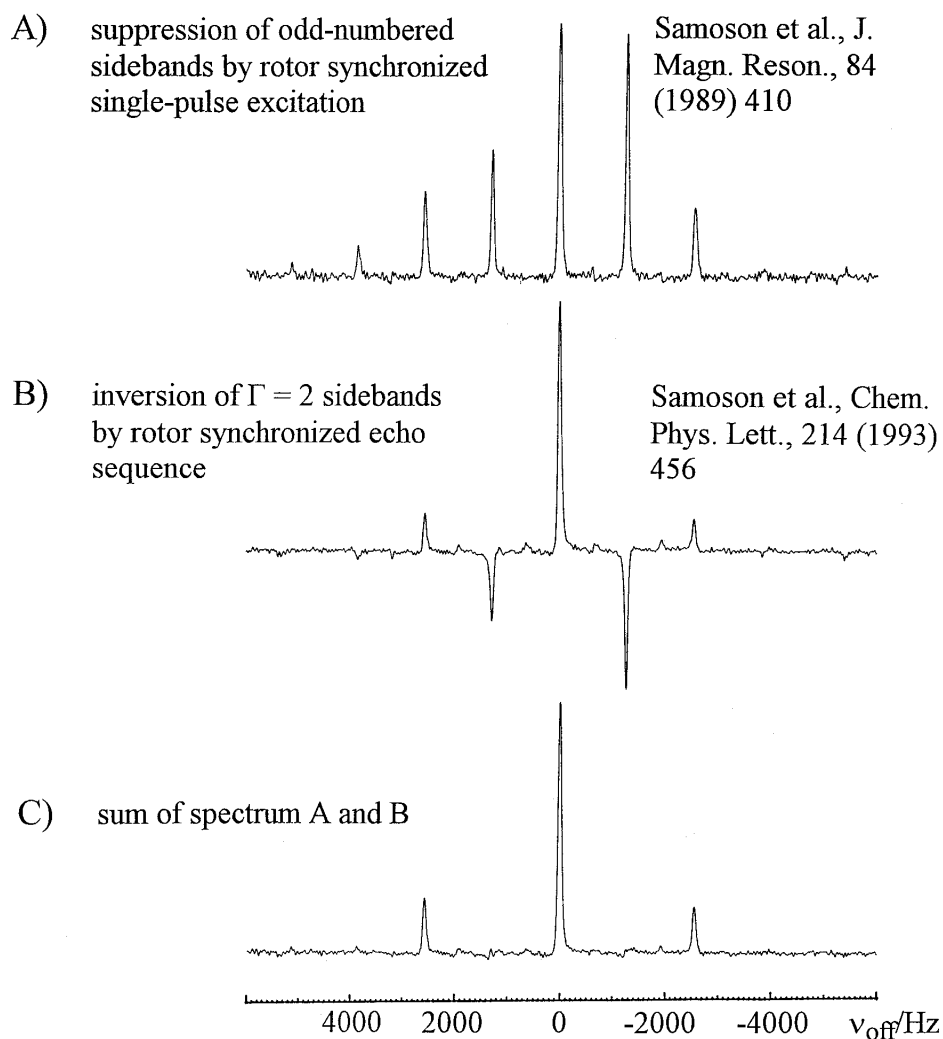 A) suppression of odd-numbered
sidebands by rotor synchronized
single-pulse excitation
Samoson et al., J.
Magn. Reson., 84
(1989) 410
B) inversion of Γ = 2 sidebands
by rotor synchronized echo
sequence
Samoson et al., Chem.
Phys. Lett., 214 (1993)
456
C) sum of spectrum A and B
4000 2000 0 -2000 -4000 νoff/Hz